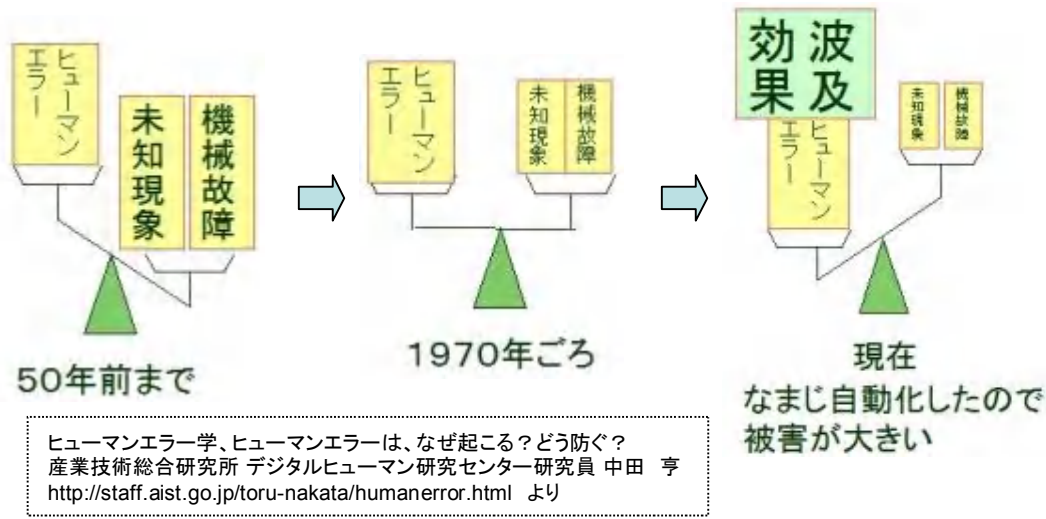 ヒューマン
エラー
未知現象
機械故障
50年前まで
ヒューマン
エラー
未知現象
機械故障
1970年ごろ
波及
効果
ヒューマン
エラー
未知現象
機械故障
現在
なまじ自動化したので
被害が大きい
ヒューマンエラー学、ヒューマンエラーは、なぜ起こる?どう防ぐ?
産業技術総合研究所 デジタルヒューマン研究センター研究員 中田 亨
http://staff.aist.go.jp/toru-nakata/humanerror.html より